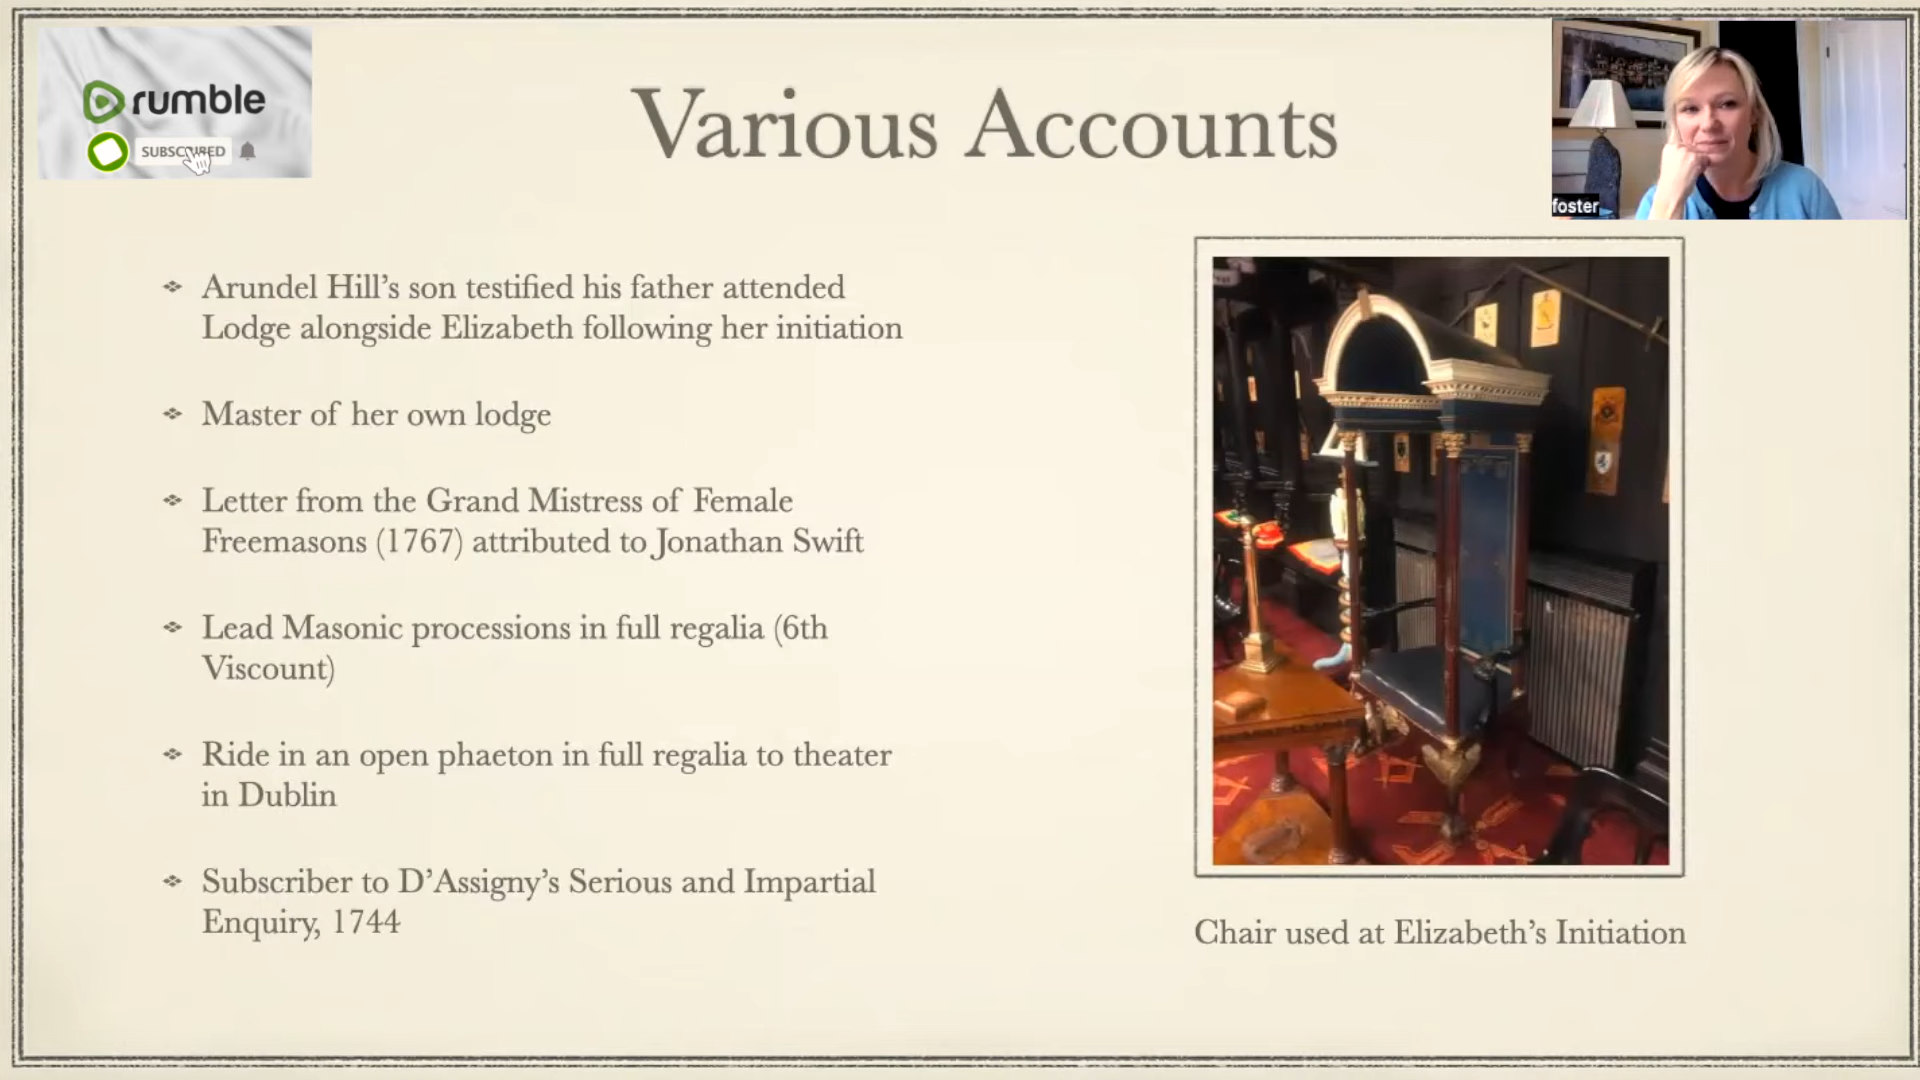 rumble
SUBSCRIBED
Various Accounts
foster
Arundel Hill's son testified his father attended
Lodge alongside Elizabeth following her initiation
Master of her own lodge
Letter from the Grand Mistress of Female
Freemasons (1767) attributed to Jonathan Swift
Lead Masonic processions in full regalia (6th
Viscount)
Ride in an open phaeton in full regalia to theater
in Dublin
Subscriber to D'Assigny's Serious and Impartial
Enquiry, 1744
Chair used at Elizabeth's Initiation